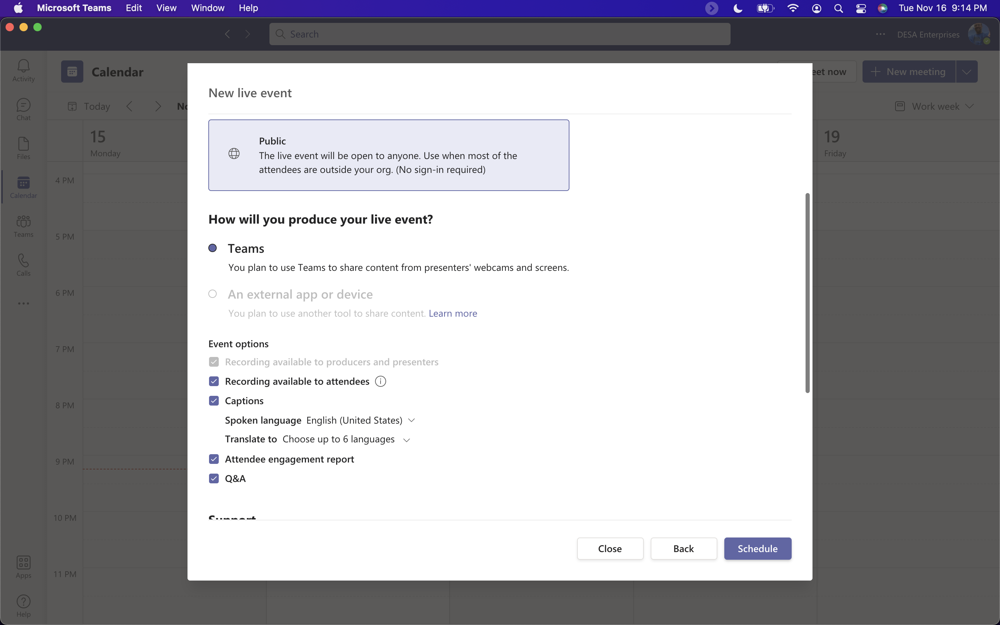 Microsoft Teams Edit View Window Help Tue Nov 16 9:14 PM
Search
DESA Enterprises
Activity
Chat
Files
Calendar
Teams
Calls
Apps
Help
Calendar
eet now
New meeting
Today
No
Work week
15
Monday
19
Friday
4 PM
5 PM
6 PM
7 PM
8 PM
9 PM
10 PM
11 PM
New live event
Public
The live event will be open to anyone. Use when most of the
attendees are outside your org. (No sign-in required)
How will you produce your live event?
Teams
You plan to use Teams to share content from presenters' webcams and screens.
An external app or device
You plan to use another tool to share content. Learn more
Event options
Recording available to producers and presenters
Recording available to attendees
Captions
Spoken language English (United States)
Translate to Choose up to 6 languages
Attendee engagement report
Q&A
Support
Close
Back
Schedule